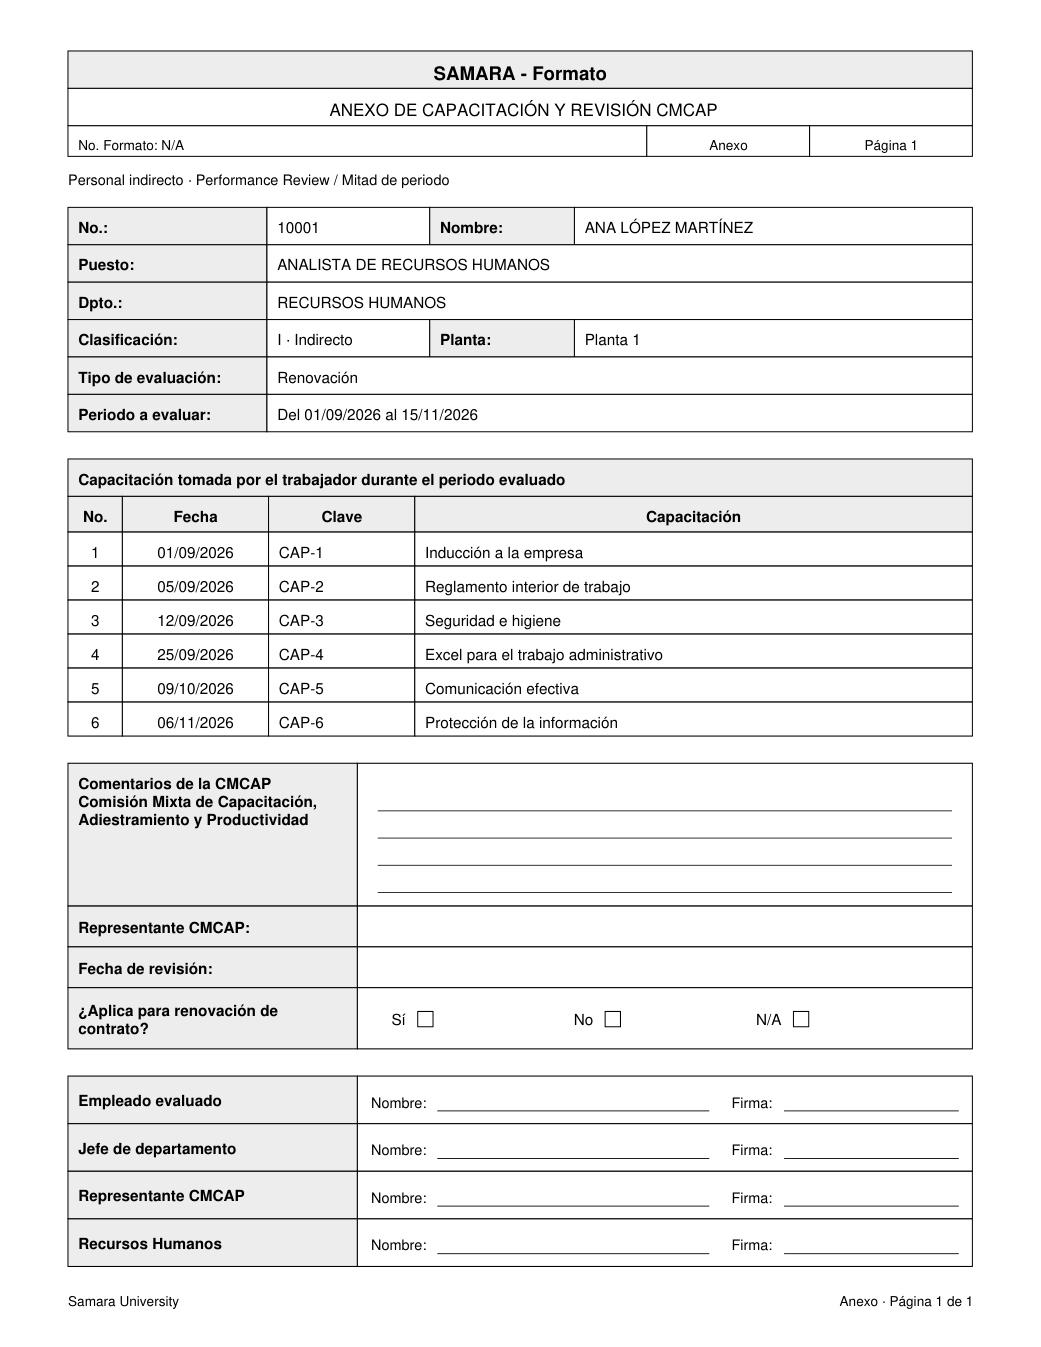 SAMARA - Formato
ANEXO DE CAPACITACIÓN Y REVISIÓN CMCAP
No. Formato: N/A Anexo Página 1
Personal indirecto · Performance Review / Mitad de periodo
No.: 10001 Nombre: ANA LÓPEZ MARTÍNEZ
Puesto: ANALISTA DE RECURSOS HUMANOS
Dpto.: RECURSOS HUMANOS
Clasificación: I · Indirecto Planta: Planta 1
Tipo de evaluación: Renovación
Periodo a evaluar: Del 01/09/2026 al 15/11/2026
Capacitación tomada por el trabajador durante el periodo evaluado
No. Fecha Clave Capacitación
1 01/09/2026 CAP-1 Inducción a la empresa
2 05/09/2026 CAP-2 Reglamento interior de trabajo
3 12/09/2026 CAP-3 Seguridad e higiene
4 25/09/2026 CAP-4 Excel para el trabajo administrativo
5 09/10/2026 CAP-5 Comunicación efectiva
6 06/11/2026 CAP-6 Protección de la información
Comentarios de la CMCAP
Comisión Mixta de Capacitación,
Adiestramiento y Productividad
Representante CMCAP:
Fecha de revisión:
¿Aplica para renovación de
contrato?
Sí No N/A
Empleado evaluado Nombre: Firma:
Jefe de departamento Nombre: Firma:
Representante CMCAP Nombre: Firma:
Recursos Humanos Nombre: Firma:
Samara University Anexo · Página 1 de 1